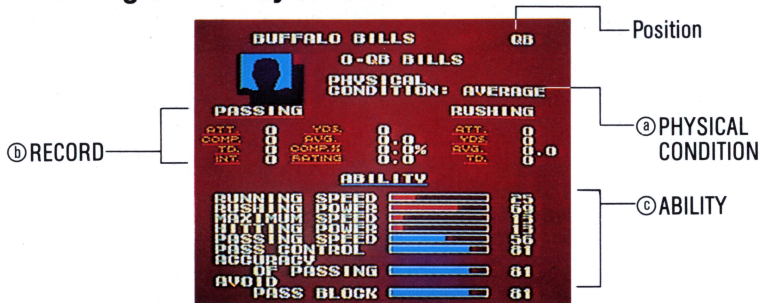 BUFFALO BILLS QB
0-QB BILLS
PHYSICAL
CONDITION: AVERAGE
PASSING RUSHING
ATT. 0 YDS. 0 ATT. 0
COMP. 0 AVG. 0.0 YDS. 0
TD. 0 COMP.% 0.0% AVG. 0.0
INT. 0 RATING 0.0 TD. 0
ABILITY
RUNNING SPEED 25
RUSHING POWER 69
MAXIMUM SPEED 13
HITTING POWER 13
PASSING SPEED 56
PASS CONTROL 81
ACCURACY
OF PASSING 81
AVOID
PASS BLOCK 81
Position
ⓐ PHYSICAL
CONDITION
ⓑ RECORD
ⓒ ABILITY